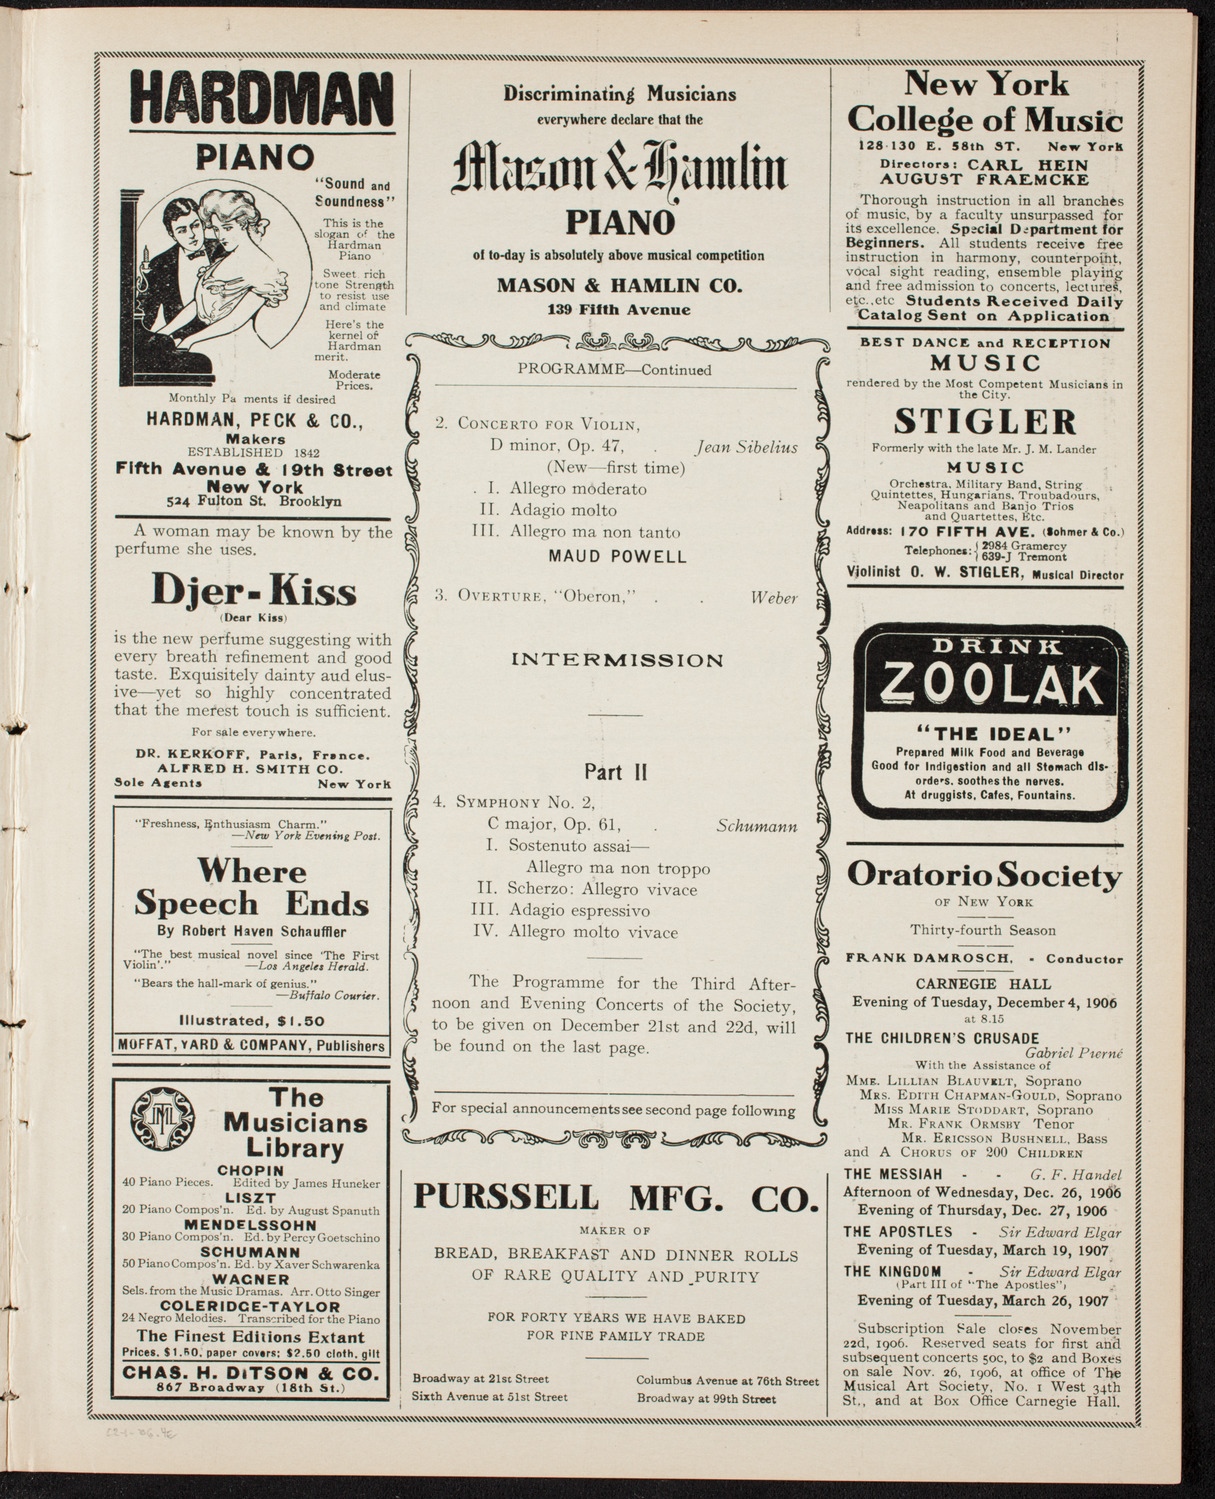 HARDMAN
PIANO
"Sound and
Soundness"
This is the
slogan of the
Hardman
Piano
Sweet rich
tone Strength
to resist use
and climate
Here's the
kernel of
Hardman
merit.
Moderate
Prices.
Monthly Pa ments if desired
HARDMAN, PECK & CO.,
Makers
ESTABLISHED 1842
Fifth Avenue & 19th Street
New York
524 Fulton St. Brooklyn
A woman may be known by the
perfume she uses.
Djer-Kiss
(Dear Kiss)
is the new perfume suggesting with
every breath refinement and good
taste. Exquisitely dainty aud elus-
ive—yet so highly concentrated
that the merest touch is sufficient.
For sale everywhere.
DR. KERKOFF, Paris, France.
ALFRED H. SMITH CO.
Sole Agents New York
"Freshness, Enthusiasm Charm."
—New York Evening Post.
Where
Speech Ends
By Robert Haven Schauffler
"The best musical novel since 'The First
Violin'." —Los Angeles Herald.
"Bears the hall-mark of genius."
—Buffalo Courier.
Illustrated, $1.50
MOFFAT, YARD & COMPANY, Publishers
The
Musicians
Library
CHOPIN
40 Piano Pieces. Edited by James Huneker
LISZT
20 Piano Compos'n. Ed. by August Spanuth
MENDELSSOHN
30 Piano Compos'n. Ed. by Percy Goetschino
SCHUMANN
50 Piano Compos'n. Ed. by Xaver Schwarenka
WAGNER
Sels. from the Music Dramas. Arr. Otto Singer
COLERIDGE-TAYLOR
24 Negro Melodies. Transcribed for the Piano
The Finest Editions Extant
Prices, $1.50, paper covers; $2.50 cloth, gilt
CHAS. H. DITSON & CO.
867 Broadway (18th St.)
Discriminating Musicians
everywhere declare that the
Mason & Hamlin
PIANO
of to-day is absolutely above musical competition
MASON & HAMLIN CO.
139 Fifth Avenue
PROGRAMME—Continued
2. CONCERTO FOR VIOLIN,
D minor, Op. 47, . Jean Sibelius
(New—first time)
I. Allegro moderato
II. Adagio molto
III. Allegro ma non tanto
MAUD POWELL
3. OVERTURE, "Oberon," . . Weber
INTERMISSION
Part II
4. SYMPHONY No. 2,
C major, Op. 61, . Schumann
I. Sostenuto assai—
Allegro ma non troppo
II. Scherzo: Allegro vivace
III. Adagio espressivo
IV. Allegro molto vivace
The Programme for the Third After-
noon and Evening Concerts of the Society,
to be given on December 21st and 22d, will
be found on the last page.
For special announcements see second page following
PURSSELL MFG. CO.
MAKER OF
BREAD, BREAKFAST AND DINNER ROLLS
OF RARE QUALITY AND PURITY
FOR FORTY YEARS WE HAVE BAKED
FOR FINE FAMILY TRADE
Broadway at 21st Street Columbus Avenue at 76th Street
Sixth Avenue at 51st Street Broadway at 99th Street
New York
College of Music
128-130 E. 58th ST. New York
Directors: CARL HEIN
AUGUST FRAEMCKE
Thorough instruction in all branches
of music, by a faculty unsurpassed for
its excellence. Special Department for
Beginners. All students receive free
instruction in harmony, counterpoint,
vocal sight reading, ensemble playing
and free admission to concerts, lectures,
etc.,etc Students Received Daily
Catalog Sent on Application
BEST DANCE and RECEPTION
MUSIC
rendered by the Most Competent Musicians in
the City.
STIGLER
Formerly with the late Mr. J. M. Lander
MUSIC
Orchestra, Military Band, String
Quintettes, Hungarians, Troubadours,
Neapolitans and Banjo Trios
and Quartettes, Etc.
Address: 170 FIFTH AVE. (Sohmer & Co.)
Telephones: 2984 Gramercy
639-J Tremont
Violinist O. W. STIGLER, Musical Director
DRINK
ZOOLAK
"THE IDEAL"
Prepared Milk Food and Beverage
Good for Indigestion and all Stomach dis-
orders, soothes the nerves.
At druggists, Cafes, Fountains.
Oratorio Society
OF NEW YORK
Thirty-fourth Season
FRANK DAMROSCH, - Conductor
CARNEGIE HALL
Evening of Tuesday, December 4, 1906
at 8.15
THE CHILDREN'S CRUSADE
Gabriel Pierné
With the Assistance of
MME. LILLIAN BLAUVELT, Soprano
MRS. EDITH CHAPMAN-GOULD, Soprano
MISS MARIE STODDART, Soprano
MR. FRANK ORMSBY Tenor
MR. ERICSSON BUSHNELL, Bass
and A CHORUS OF 200 CHILDREN
THE MESSIAH - - G. F. Handel
Afternoon of Wednesday, Dec. 26, 1906
Evening of Thursday, Dec. 27, 1906
THE APOSTLES - Sir Edward Elgar
Evening of Tuesday, March 19, 1907
THE KINGDOM - Sir Edward Elgar
(Part III of "The Apostles")
Evening of Tuesday, March 26, 1907
Subscription Sale closes November
22d, 1906. Reserved seats for first and
subsequent concerts 50c, to $2 and Boxes
on sale Nov. 26, 1906, at office of The
Musical Art Society, No. 1 West 34th
St., and at Box Office Carnegie Hall.